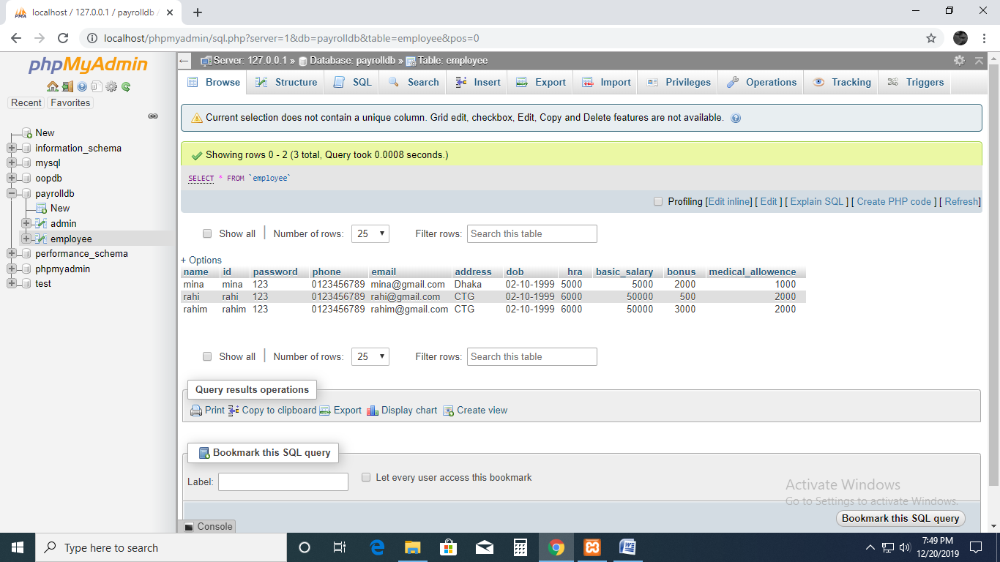 localhost / 127.0.0.1 / payrolldb /
localhost/phpmyadmin/sql.php?server=1&db=payrolldb&table=employee&pos=0
phpMyAdmin
Recent Favorites
New
information_schema
mysql
oopdb
payrolldb
New
admin
employee
performance_schema
phpmyadmin
test
Server: 127.0.0.1 » Database: payrolldb » Table: employee
Browse Structure SQL Search Insert Export Import Privileges Operations Tracking Triggers
Current selection does not contain a unique column. Grid edit, checkbox, Edit, Copy and Delete features are not available.
Showing rows 0 - 2 (3 total, Query took 0.0008 seconds.)
SELECT * FROM `employee`
Profiling [Edit inline] [ Edit ] [ Explain SQL ] [ Create PHP code ] [ Refresh]
Show all | Number of rows: 25 Filter rows: Search this table
+ Options
name id password phone email address dob hra basic_salary bonus medical_allowence
mina mina 123 0123456789 mina@gmail.com Dhaka 02-10-1999 5000 5000 2000 1000
rahi rahi 123 0123456789 rahi@gmail.com CTG 02-10-1999 6000 50000 500 2000
rahim rahim 123 0123456789 rahim@gmail.com CTG 02-10-1999 6000 50000 3000 2000
Show all | Number of rows: 25 Filter rows: Search this table
Query results operations
Print Copy to clipboard Export Display chart Create view
Bookmark this SQL query
Label: Let every user access this bookmark
Activate Windows
Go to Settings to activate Windows.
Bookmark this SQL query
Console
Type here to search
7:49 PM
12/20/2019